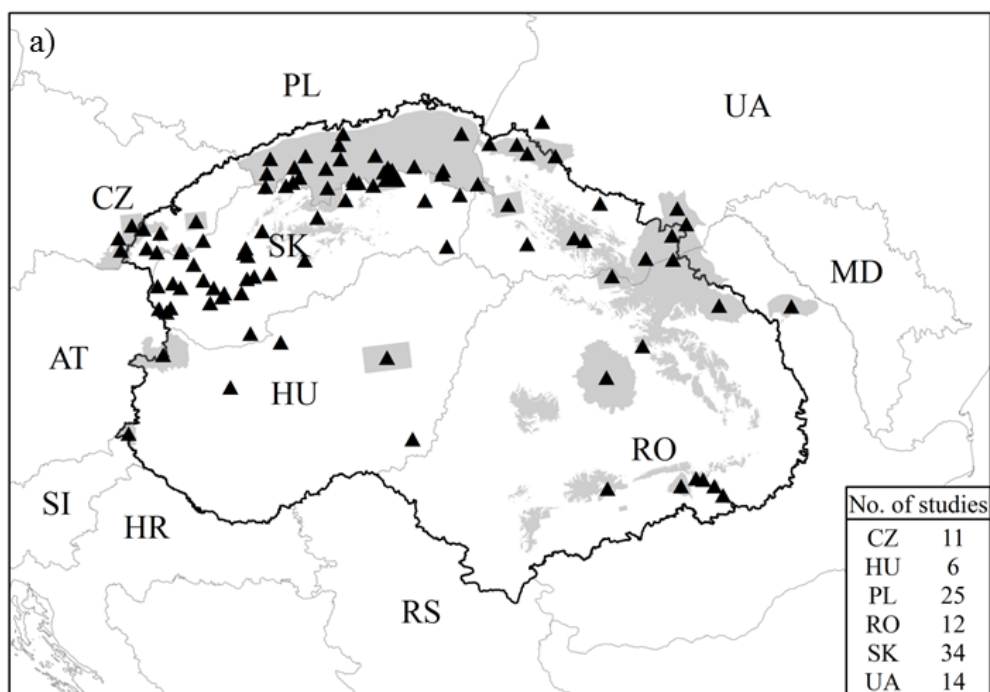 a)
PL
UA
CZ
SK
MD
AT
HU
RO
SI
HR
RS
No. of studies
CZ 11
HU 6
PL 25
RO 12
SK 34
UA 14